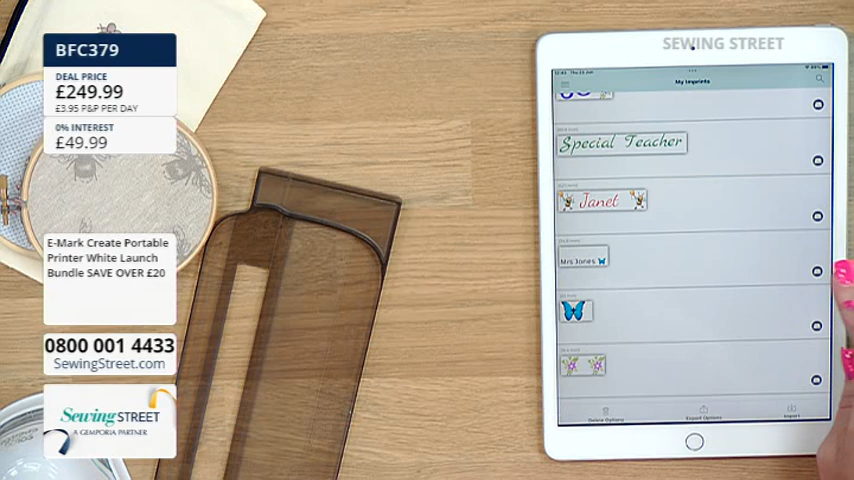 BFC379
DEAL PRICE
£249.99
£3.95 P&P PER DAY
0% INTEREST
£49.99
E-Mark Create Portable
Printer White Launch
Bundle SAVE OVER £20
0800 001 4433
SewingStreet.com
Sewing STREET
A GEMPORIA PARTNER
SEWING STREET
My Imprints
Special Teacher
Janet
Mrs Jones
Delete Options
Export Options
Import